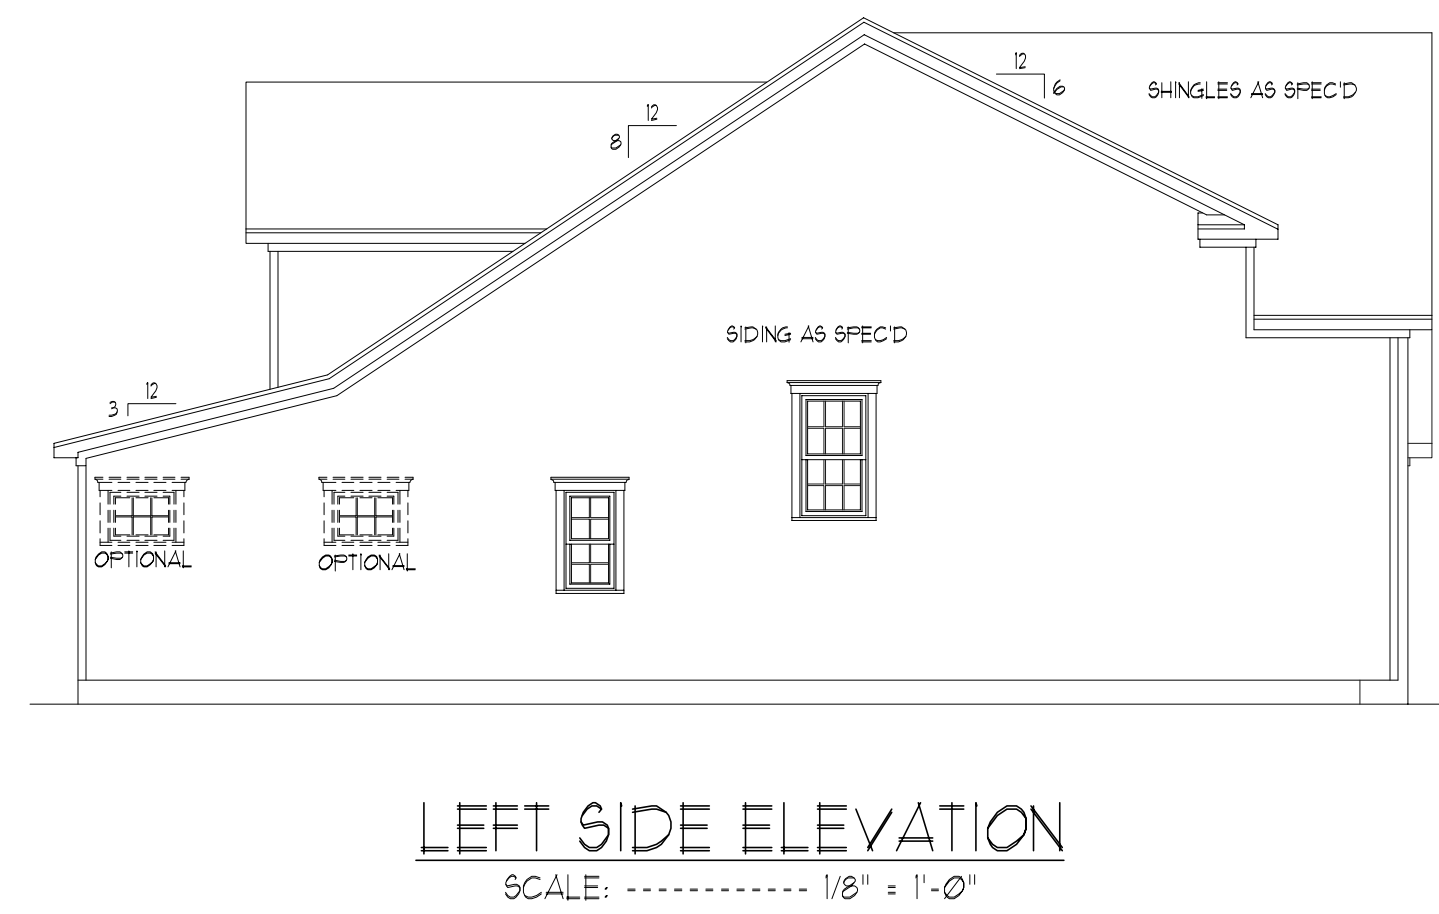 12
6
SHINGLES AS SPEC'D
12
8
SIDING AS SPEC'D
12
3
OPTIONAL
OPTIONAL
LEFT SIDE ELEVATION
SCALE: ------------ 1/8" = 1'-0"